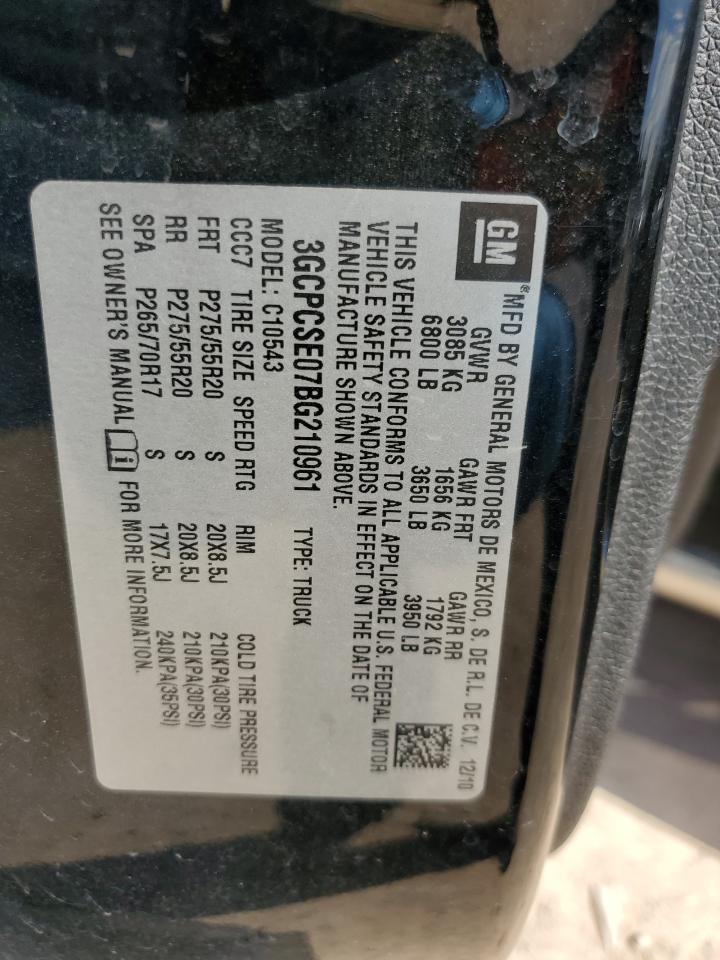 GM
®MFD BY GENERAL MOTORS DE MEXICO, S. DE R.L. DE C.V. 12/10
GVWR GAWR FRT GAWR RR
3085 KG 1656 KG 1792 KG
6800 LB 3650 LB 3950 LB
THIS VEHICLE CONFORMS TO ALL APPLICABLE U.S. FEDERAL MOTOR
VEHICLE SAFETY STANDARDS IN EFFECT ON THE DATE OF
MANUFACTURE SHOWN ABOVE.
3GCPCSE07BG210961 TYPE: TRUCK
MODEL: C10543
CCC7 TIRE SIZE SPEED RTG RIM COLD TIRE PRESSURE
FRT P275/55R20 S 20X8.5J 210KPA(30PSI)
RR P275/55R20 S 20X8.5J 210KPA(30PSI)
SPA P265/70R17 S 17X7.5J 240KPA(35PSI)
SEE OWNER'S MANUAL i FOR MORE INFORMATION.